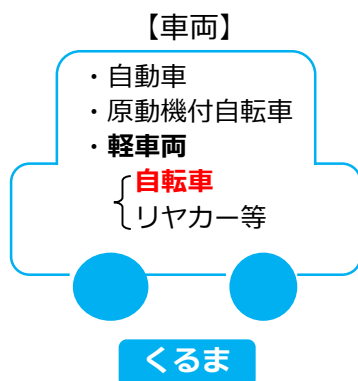 【車両】
・自動車
・原動機付自転車
・軽車両
自転車
リヤカー等
くるま